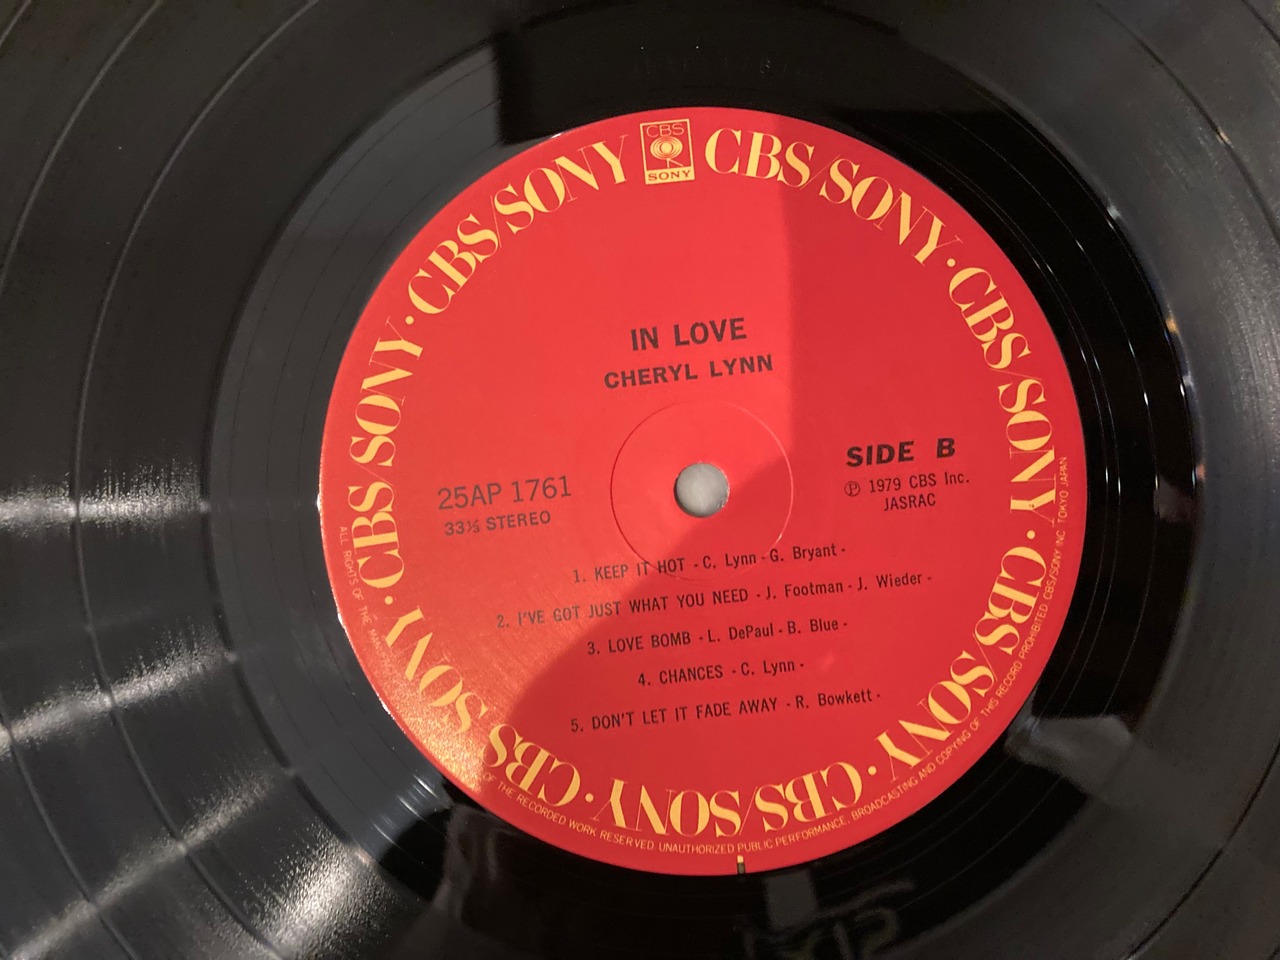 CBS
SONY
CBS/SONY · CBS/SONY · CBS/SONY · CBS/SONY · CBS/SONY · CBS/SONY · CBS/SONY
IN LOVE
CHERYL LYNN
SIDE B
25AP 1761
33⅓ STEREO
Ⓟ 1979 CBS Inc.
JASRAC
1. KEEP IT HOT - C. Lynn - G. Bryant -
2. I'VE GOT JUST WHAT YOU NEED - J. Footman - J. Wieder -
3. LOVE BOMB - L. DePaul - B. Blue -
4. CHANCES - C. Lynn -
5. DON'T LET IT FADE AWAY - R. Bowkett -
ALL RIGHTS OF THE OF THE RECORDED WORK RESERVED. UNAUTHORIZED PUBLIC PERFORMANCE, BROADCASTING AND COPYING OF THIS RECORD PROHIBITED CBS/SONY INC. TOKYO JAPAN